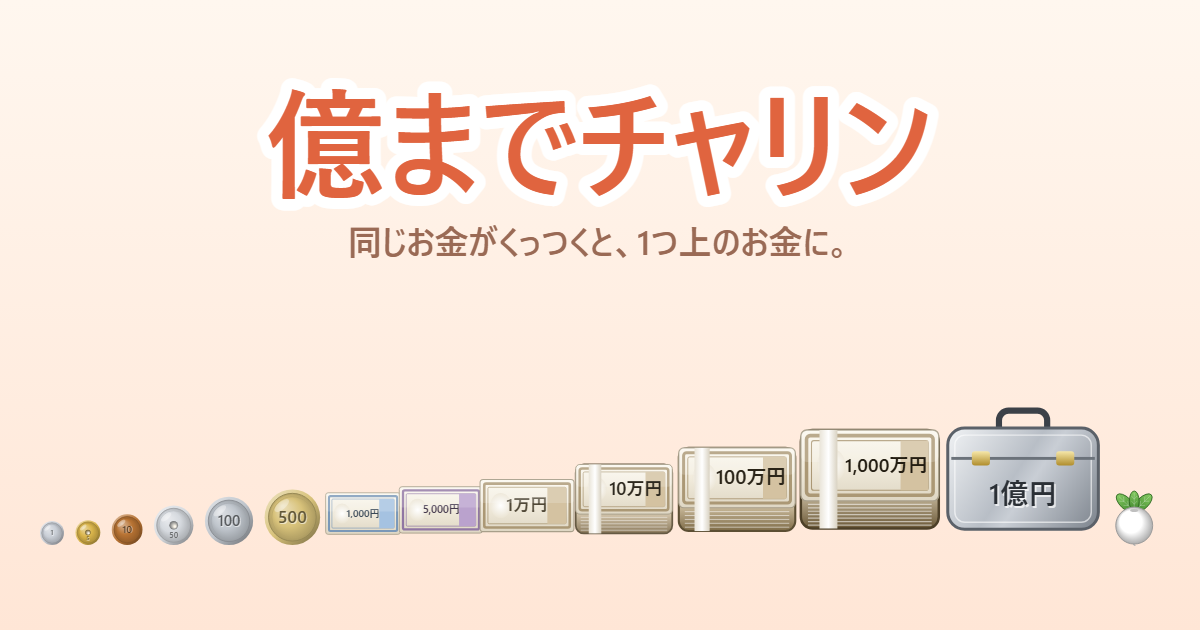 億までチャリン
同じお金がくっつくと、1つ上のお金に。
1
5
10
50
100
500
1,000円
5,000円
1万円
10万円
100万円
1,000万円
1億円